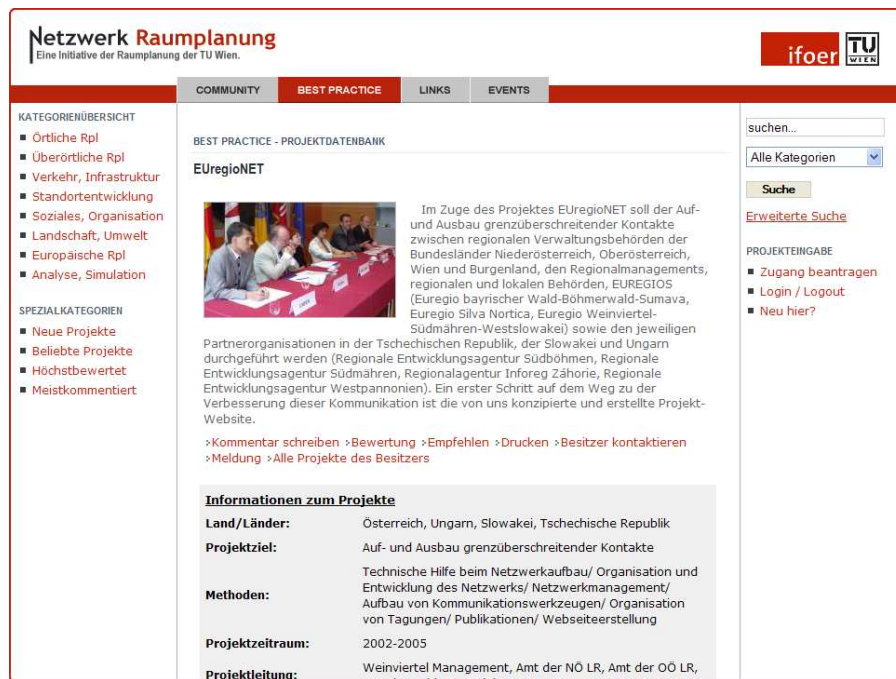 Netzwerk Raumplanung
Eine Initiative der Raumplanung der TU Wien.
ifoer
TU
WIEN
COMMUNITY
BEST PRACTICE
LINKS
EVENTS
KATEGORIENÜBERSICHT
Örtliche Rpl
Überörtliche Rpl
Verkehr, Infrastruktur
Standortentwicklung
Soziales, Organisation
Landschaft, Umwelt
Europäische Rpl
Analyse, Simulation
SPEZIALKATEGORIEN
Neue Projekte
Beliebte Projekte
Höchstbewertet
Meistkommentiert
BEST PRACTICE - PROJEKTDATENBANK
EUregioNET
Im Zuge des Projektes EUregioNET soll der Auf-
und Ausbau grenzüberschreitender Kontakte
zwischen regionalen Verwaltungsbehörden der
Bundesländer Niederösterreich, Oberösterreich,
Wien und Burgenland, den Regionalmanagements,
regionalen und lokalen Behörden, EUREGIOS
(Euregio bayrischer Wald-Böhmerwald-Sumava,
Euregio Silva Nortica, Euregio Weinviertel-
Südmähren-Westslowakei) sowie den jeweiligen
Partnerorganisationen in der Tschechischen Republik, der Slowakei und Ungarn
durchgeführt werden (Regionale Entwicklungsagentur Südböhmen, Regionale
Entwicklungsagentur Südmähren, Regionalagentur Inforeg Záhorie, Regionale
Entwicklungsagentur Westpannonien). Ein erster Schritt auf dem Weg zu der
Verbesserung dieser Kommunikation ist die von uns konzipierte und erstellte Projekt-
Website.
›Kommentar schreiben ›Bewertung ›Empfehlen ›Drucken ›Besitzer kontaktieren
›Meldung ›Alle Projekte des Besitzers
Informationen zum Projekte
Land/Länder: Österreich, Ungarn, Slowakei, Tschechische Republik
Projektziel: Auf- und Ausbau grenzüberschreitender Kontakte
Methoden: Technische Hilfe beim Netzwerkaufbau/ Organisation und
Entwicklung des Netzwerks/ Netzwerkmanagement/
Aufbau von Kommunikationswerkzeugen/ Organisation
von Tagungen/ Publikationen/ Webseiteerstellung
Projektzeitraum: 2002-2005
Projektleitung: Weinviertel Management, Amt der NÖ LR, Amt der OÖ LR,
suchen...
Alle Kategorien
Suche
Erweiterte Suche
PROJEKTEINGABE
Zugang beantragen
Login / Logout
Neu hier?